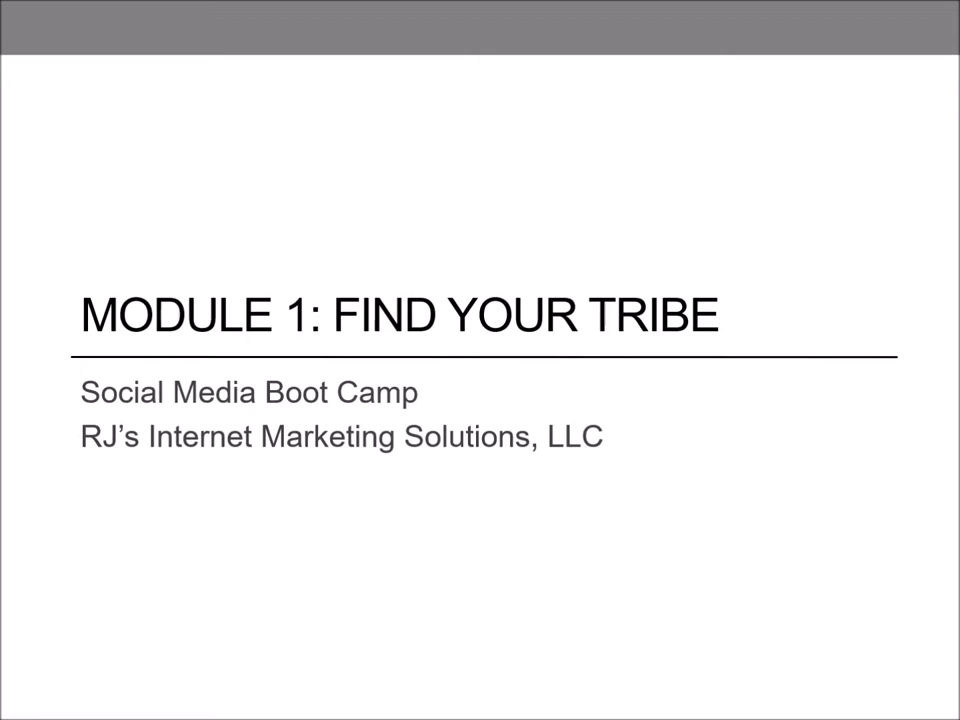 MODULE 1: FIND YOUR TRIBE
Social Media Boot Camp
RJ’s Internet Marketing Solutions, LLC